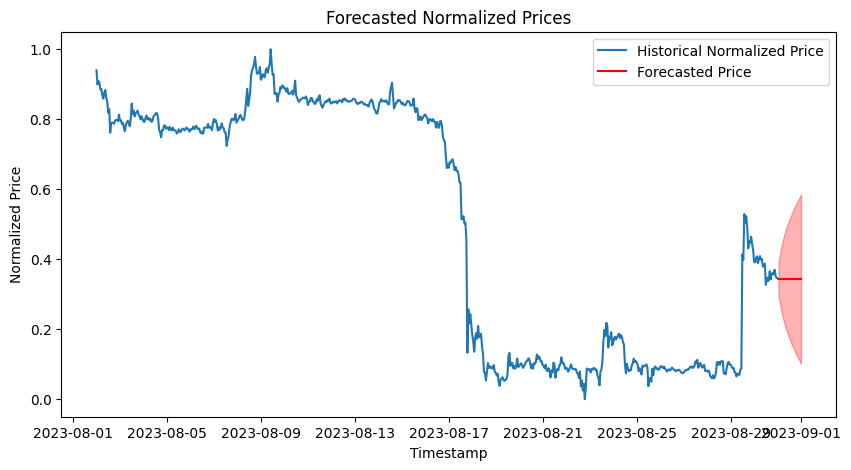 Forecasted Normalized Prices
Historical Normalized Price
Forecasted Price
Normalized Price
1.0
0.8
0.6
0.4
0.2
0.0
2023-08-01 2023-08-05 2023-08-09 2023-08-13 2023-08-17 2023-08-21 2023-08-25 2023-08-29 2023-09-01
Timestamp